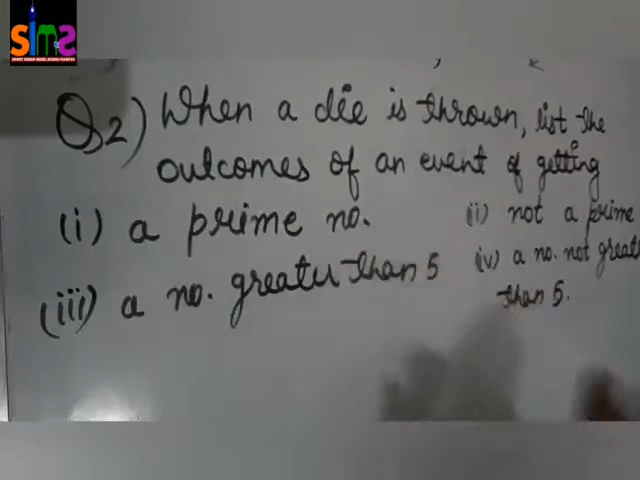 SIMS
Q2) When a die is thrown, list the
outcomes of an event of getting
(i) a prime no. (ii) not a prime
(iii) a no. greater than 5 (iv) a no. not great
than 5.